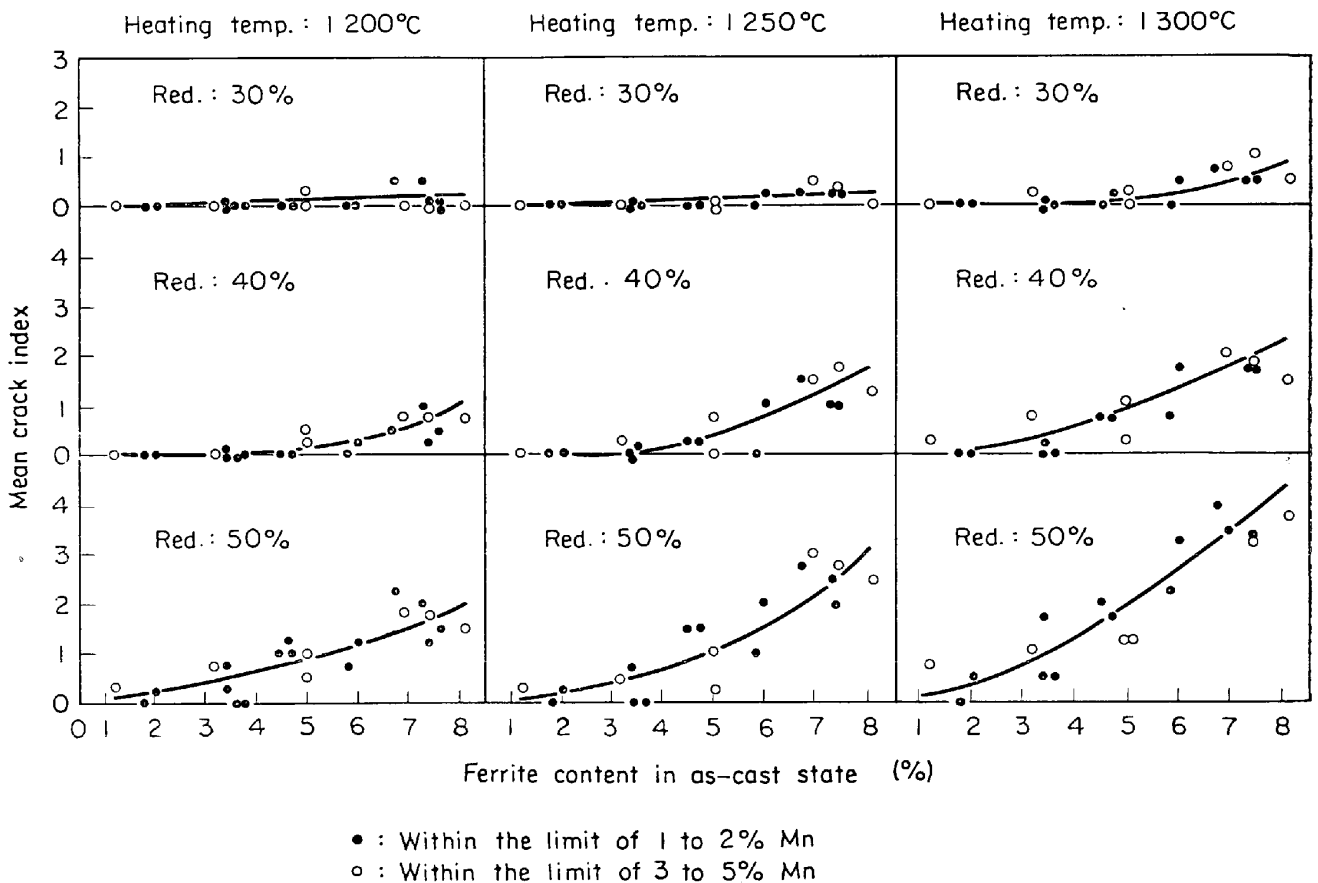 Heating temp.: 1200°C Heating temp.: 1250°C Heating temp.: 1300°C
3
2
1
0
Red. : 30% Red. : 30% Red. : 30%
4
3
2
1
0
Red. : 40% Red. . 40% Red. : 40%
4
3
2
1
0
Red. : 50% Red. : 50% Red. : 50%
Mean crack index
0 1 2 3 4 5 6 7 8 1 2 3 4 5 6 7 8 1 2 3 4 5 6 7 8
Ferrite content in as-cast state (%)
● : Within the limit of 1 to 2% Mn
○ : Within the limit of 3 to 5% Mn